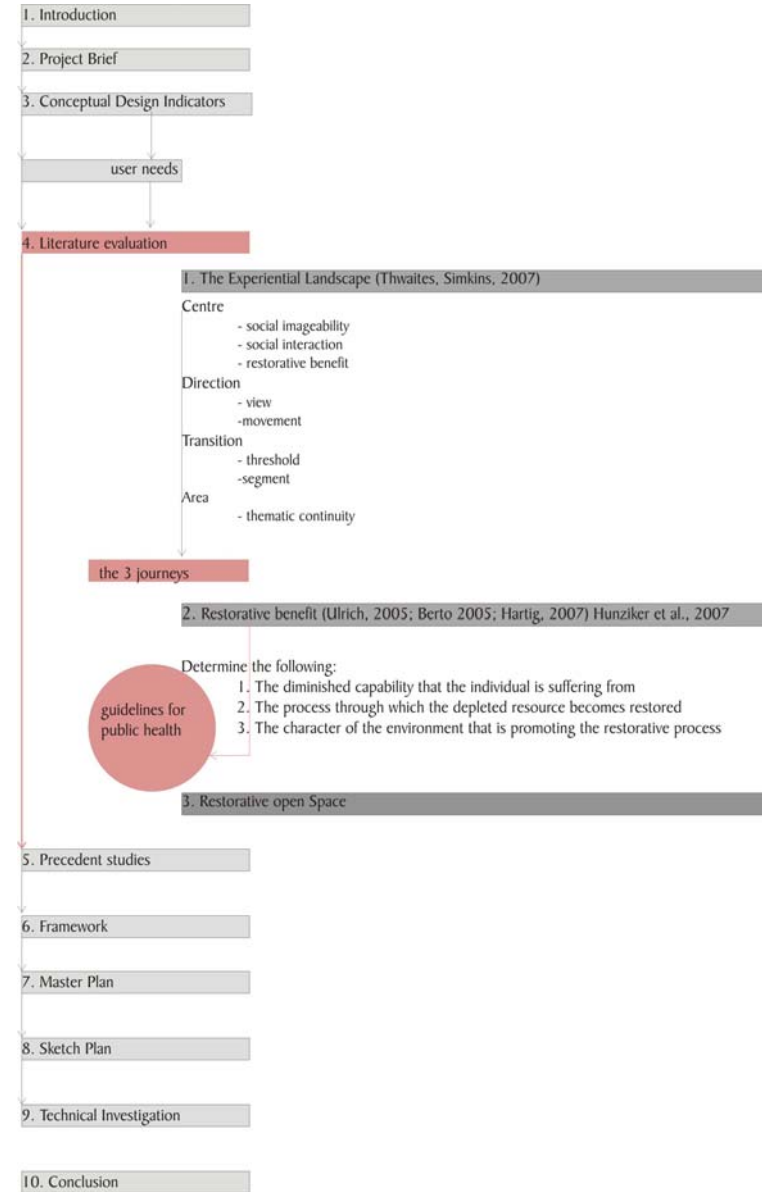 1. Introduction
2. Project Brief
3. Conceptual Design Indicators
user needs
4. Literature evaluation
1. The Experiential Landscape (Thwaites, Simkins, 2007)
Centre
- social imageability
- social interaction
- restorative benefit
Direction
- view
-movement
Transition
- threshold
-segment
Area
- thematic continuity
the 3 journeys
2. Restorative benefit (Ulrich, 2005; Berto 2005; Hartig, 2007) Hunziker et al., 2007
Determine the following:
1. The diminished capability that the individual is suffering from
2. The process through which the depleted resource becomes restored
3. The character of the environment that is promoting the restorative process
guidelines for
public health
3. Restorative open Space
5. Precedent studies
6. Framework
7. Master Plan
8. Sketch Plan
9. Technical Investigation
10. Conclusion